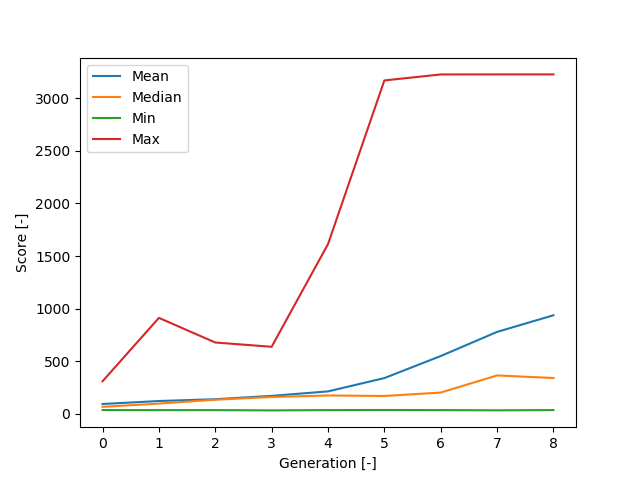 Mean
Median
Min
Max
3000
2500
2000
1500
1000
500
0
Score [-]
0 1 2 3 4 5 6 7 8
Generation [-]